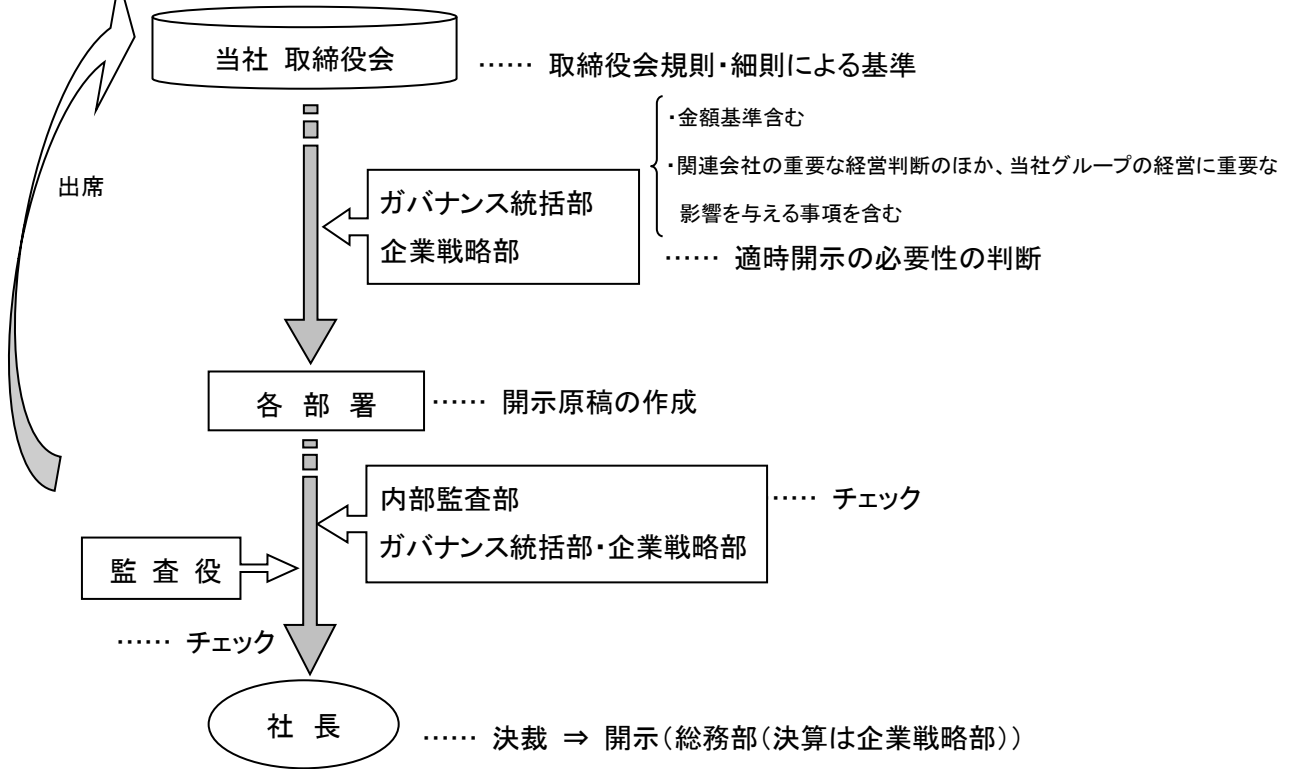 当社 取締役会
…… 取締役会規則・細則による基準
・金額基準含む
・関連会社の重要な経営判断のほか、当社グループの経営に重要な
影響を与える事項を含む
出席
ガバナンス統括部
企業戦略部
…… 適時開示の必要性の判断
各 部 署
…… 開示原稿の作成
内部監査部
ガバナンス統括部・企業戦略部
…… チェック
監 査 役
…… チェック
社 長
…… 決裁 ⇒ 開示(総務部(決算は企業戦略部))